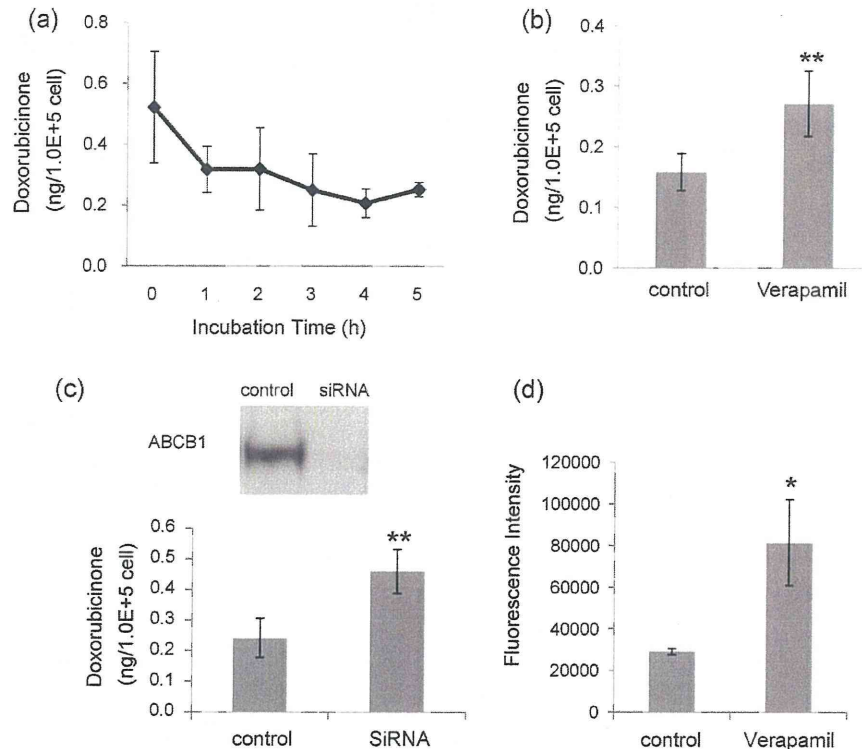 (a)
Doxorubicinone
(ng/1.0E+5 cell)
0.8
0.6
0.4
0.2
0.0
0 1 2 3 4 5
Incubation Time (h)
(b)
Doxorubicinone
(ng/1.0E+5 cell)
0.4
0.3
0.2
0.1
0.0
**
control Verapamil
(c)
control siRNA
ABCB1
Doxorubicinone
(ng/1.0E+5 cell)
0.6
0.5
0.4
0.3
0.2
0.1
0.0
**
control SiRNA
(d)
Fluorescence Intensity
120000
100000
80000
60000
40000
20000
0
*
control Verapamil